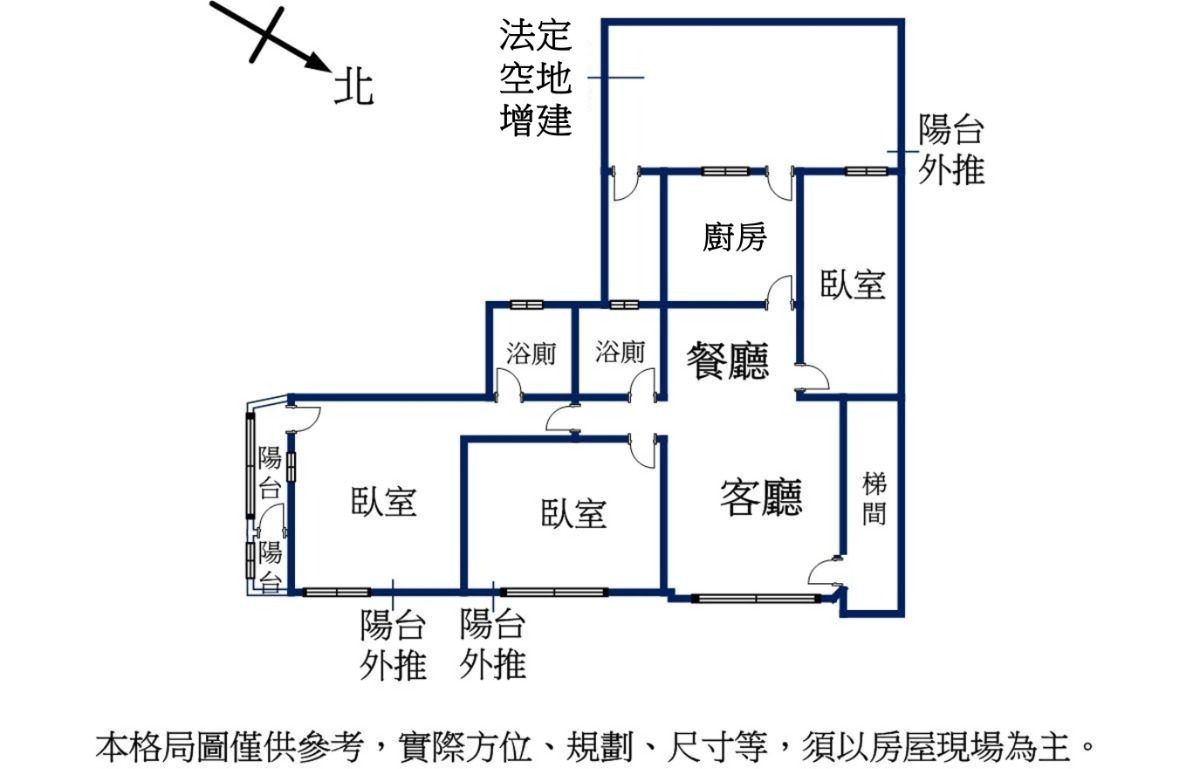 法定
空地
增建
北
陽台
外推
廚房
臥室
浴廁
浴廁
餐廳
陽台
臥室
臥室
客廳
梯間
陽台
陽台
外推
陽台
外推
本格局圖僅供參考，實際方位、規劃、尺寸等，須以房屋現場為主。